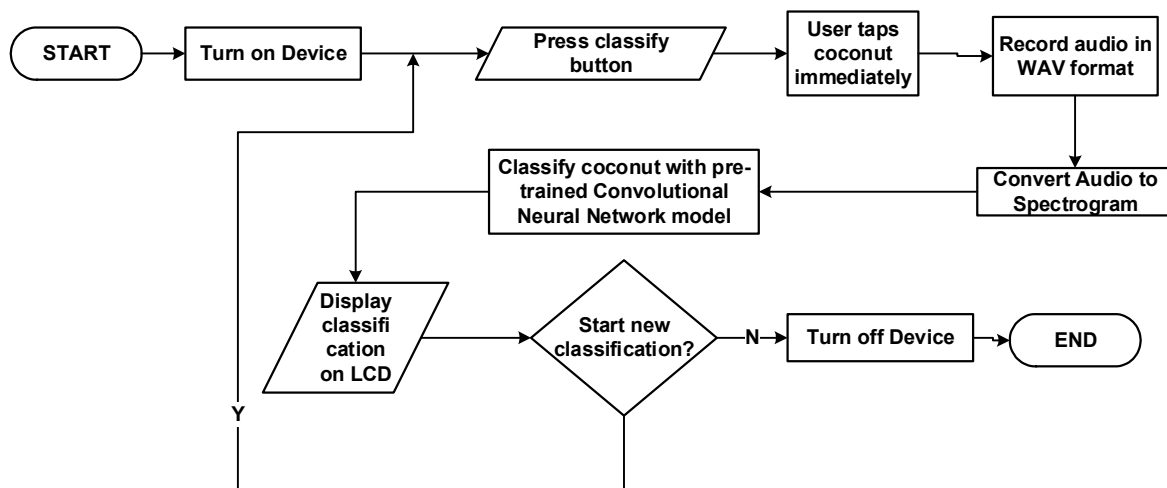 START
Turn on Device
Press classify
button
User taps
coconut
immediately
Record audio in
WAV format
Convert Audio to
Spectrogram
Classify coconut with pre-
trained Convolutional
Neural Network model
Display
classifi
cation
on LCD
Start new
classification?
N
Turn off Device
END
Y